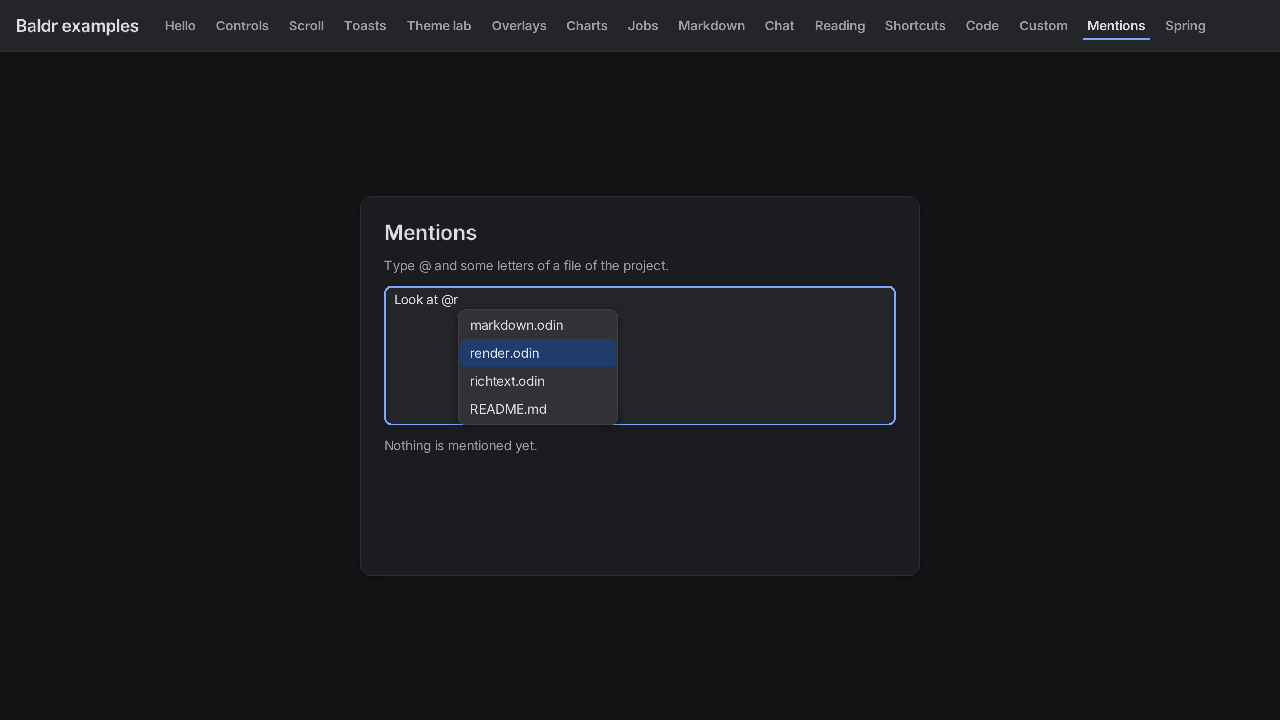 Baldr examples Hello Controls Scroll Toasts Theme lab Overlays Charts Jobs Markdown Chat Reading Shortcuts Code Custom Mentions Spring
Mentions
Type @ and some letters of a file of the project.
Look at @r
markdown.odin
render.odin
richtext.odin
README.md
Nothing is mentioned yet.